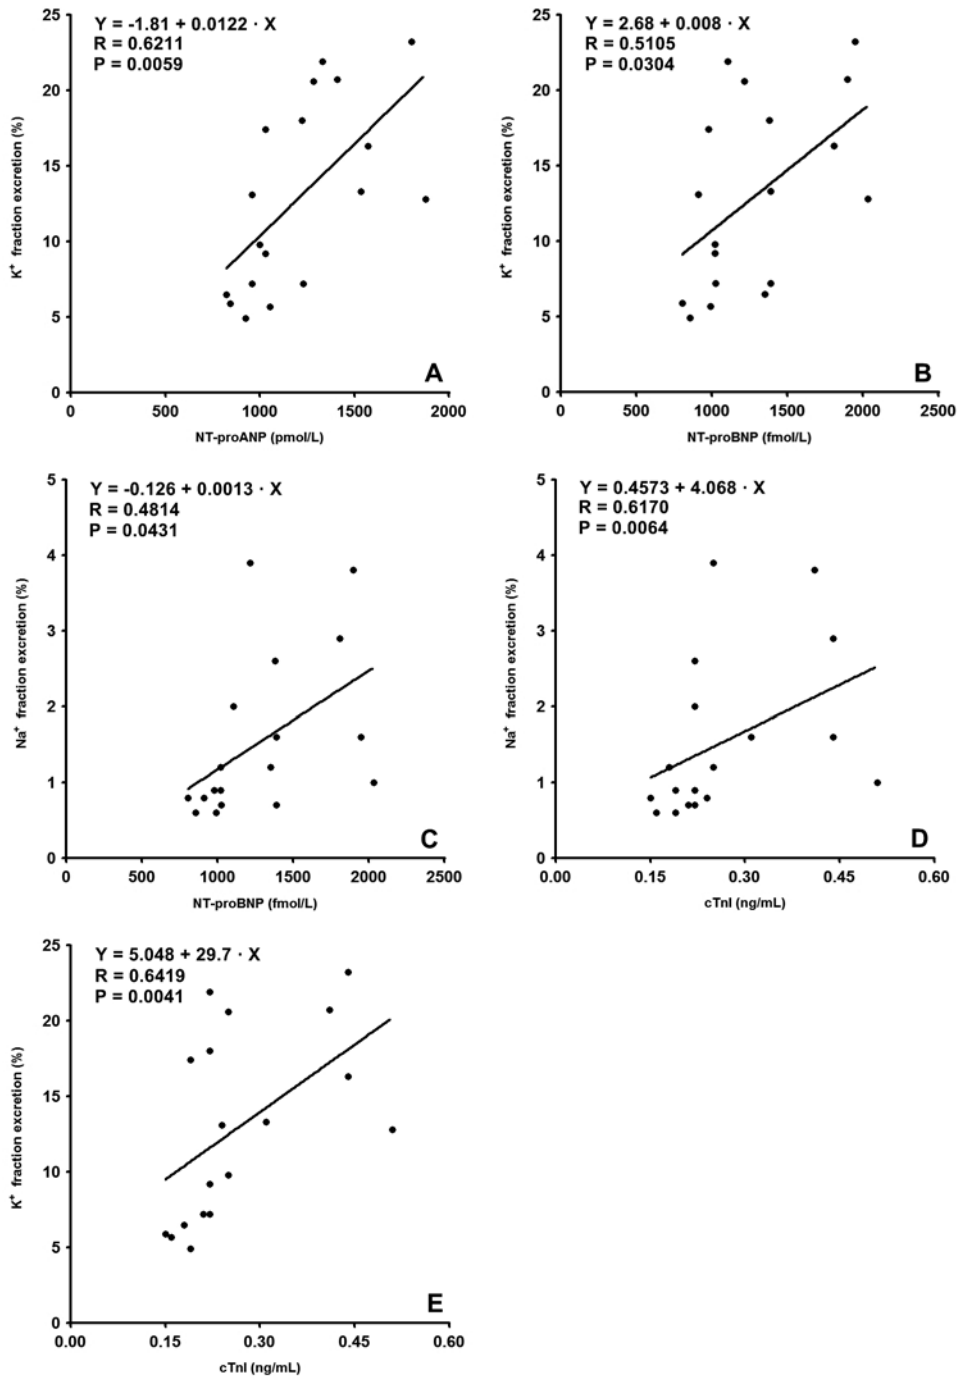 Y = -1.81 + 0.0122 · X
R = 0.6211
P = 0.0059
25
20
15
10
5
0
K+ fraction excretion (%)
0 500 1000 1500 2000
NT-proANP (pmol/L)
A
Y = 2.68 + 0.008 · X
R = 0.5105
P = 0.0304
25
20
15
10
5
0
K+ fraction excretion (%)
0 500 1000 1500 2000 2500
NT-proBNP (fmol/L)
B
Y = -0.126 + 0.0013 · X
R = 0.4814
P = 0.0431
5
4
3
2
1
0
Na+ fraction excretion (%)
0 500 1000 1500 2000 2500
NT-proBNP (fmol/L)
C
Y = 0.4573 + 4.068 · X
R = 0.6170
P = 0.0064
5
4
3
2
1
0
Na+ fraction excretion (%)
0.00 0.15 0.30 0.45 0.60
cTnI (ng/mL)
D
Y = 5.048 + 29.7 · X
R = 0.6419
P = 0.0041
25
20
15
10
5
0
K+ fraction excretion (%)
0.00 0.15 0.30 0.45 0.60
cTnI (ng/mL)
E